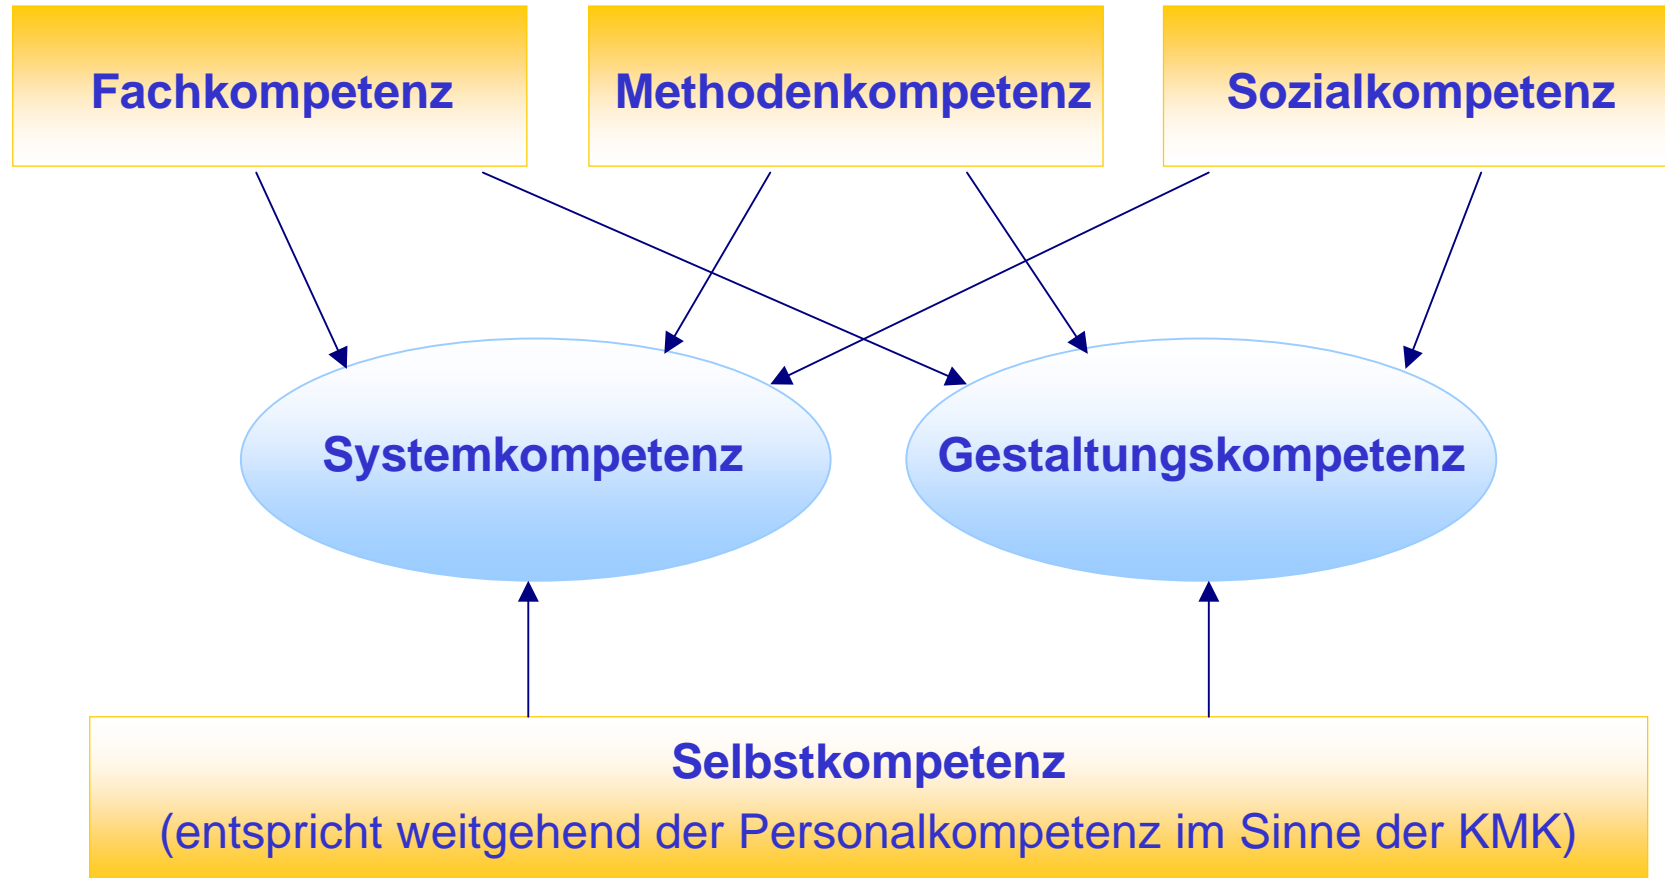 Fachkompetenz
Methodenkompetenz
Sozialkompetenz
Systemkompetenz
Gestaltungskompetenz
Selbstkompetenz
(entspricht weitgehend der Personalkompetenz im Sinne der KMK)